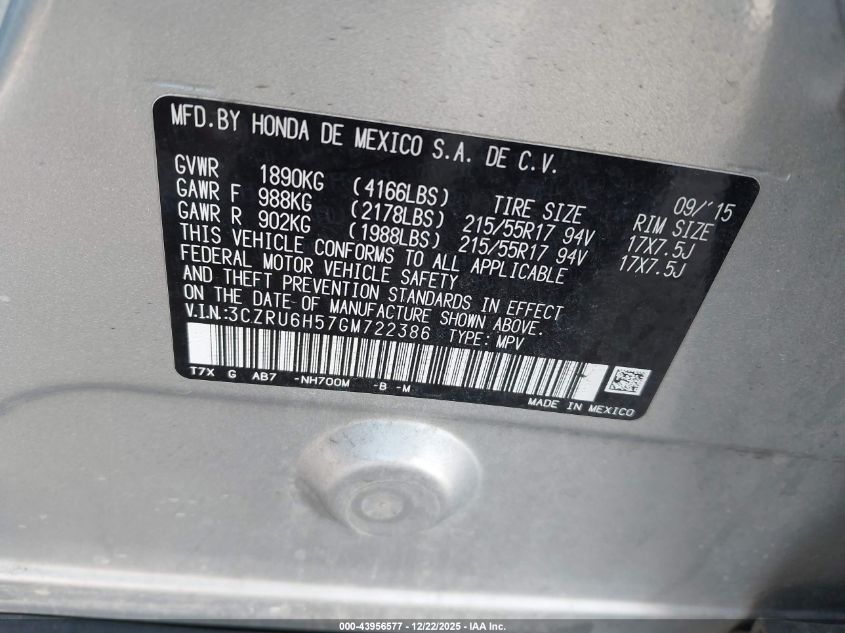 MFD.BY HONDA DE MEXICO S.A. DE C.V.
09/'15
GVWR 1890KG (4166LBS) TIRE SIZE RIM SIZE
GAWR F 988KG (2178LBS) 215/55R17 94V 17X7.5J
GAWR R 902KG (1988LBS) 215/55R17 94V 17X7.5J
THIS VEHICLE CONFORMS TO ALL APPLICABLE
FEDERAL MOTOR VEHICLE SAFETY
AND THEFT PREVENTION STANDARDS IN EFFECT
ON THE DATE OF MANUFACTURE SHOWN ABOVE.
V.I.N.:3CZRU6H57GM722386 TYPE: MPV
T7X G AB7 -NH700M -B -M
MADE IN MEXICO
000-43956577 - 12/22/2025 - IAA Inc.